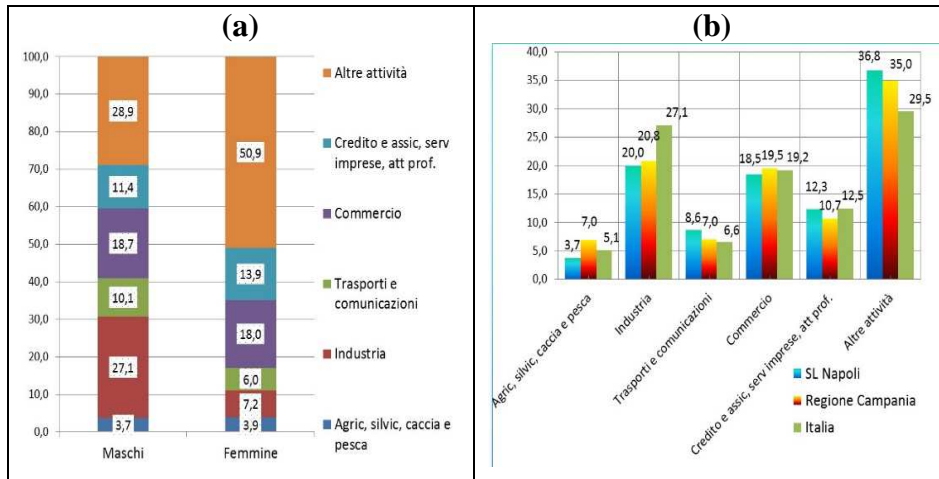 (a)
100,0
90,0
80,0
70,0
60,0
50,0
40,0
30,0
20,0
10,0
0,0
28,9
11,4
18,7
10,1
27,1
3,7
50,9
13,9
18,0
6,0
7,2
3,9
Maschi
Femmine
Altre attività
Credito e assic, serv
imprese, att prof.
Commercio
Trasporti e
comunicazioni
Industria
Agric, silvic, caccia e
pesca
(b)
40,0
35,0
30,0
25,0
20,0
15,0
10,0
5,0
0,0
3,7
7,0
5,1
20,0
20,8
27,1
8,6
7,0
6,6
18,5
19,5
19,2
12,3
10,7
12,5
36,8
35,0
29,5
Agric, silvic, caccia e pesca
Industria
Trasporti e comunicazioni
Commercio
Credito e assic, serv imprese, att prof.
Altre attività
SL Napoli
Regione Campania
Italia